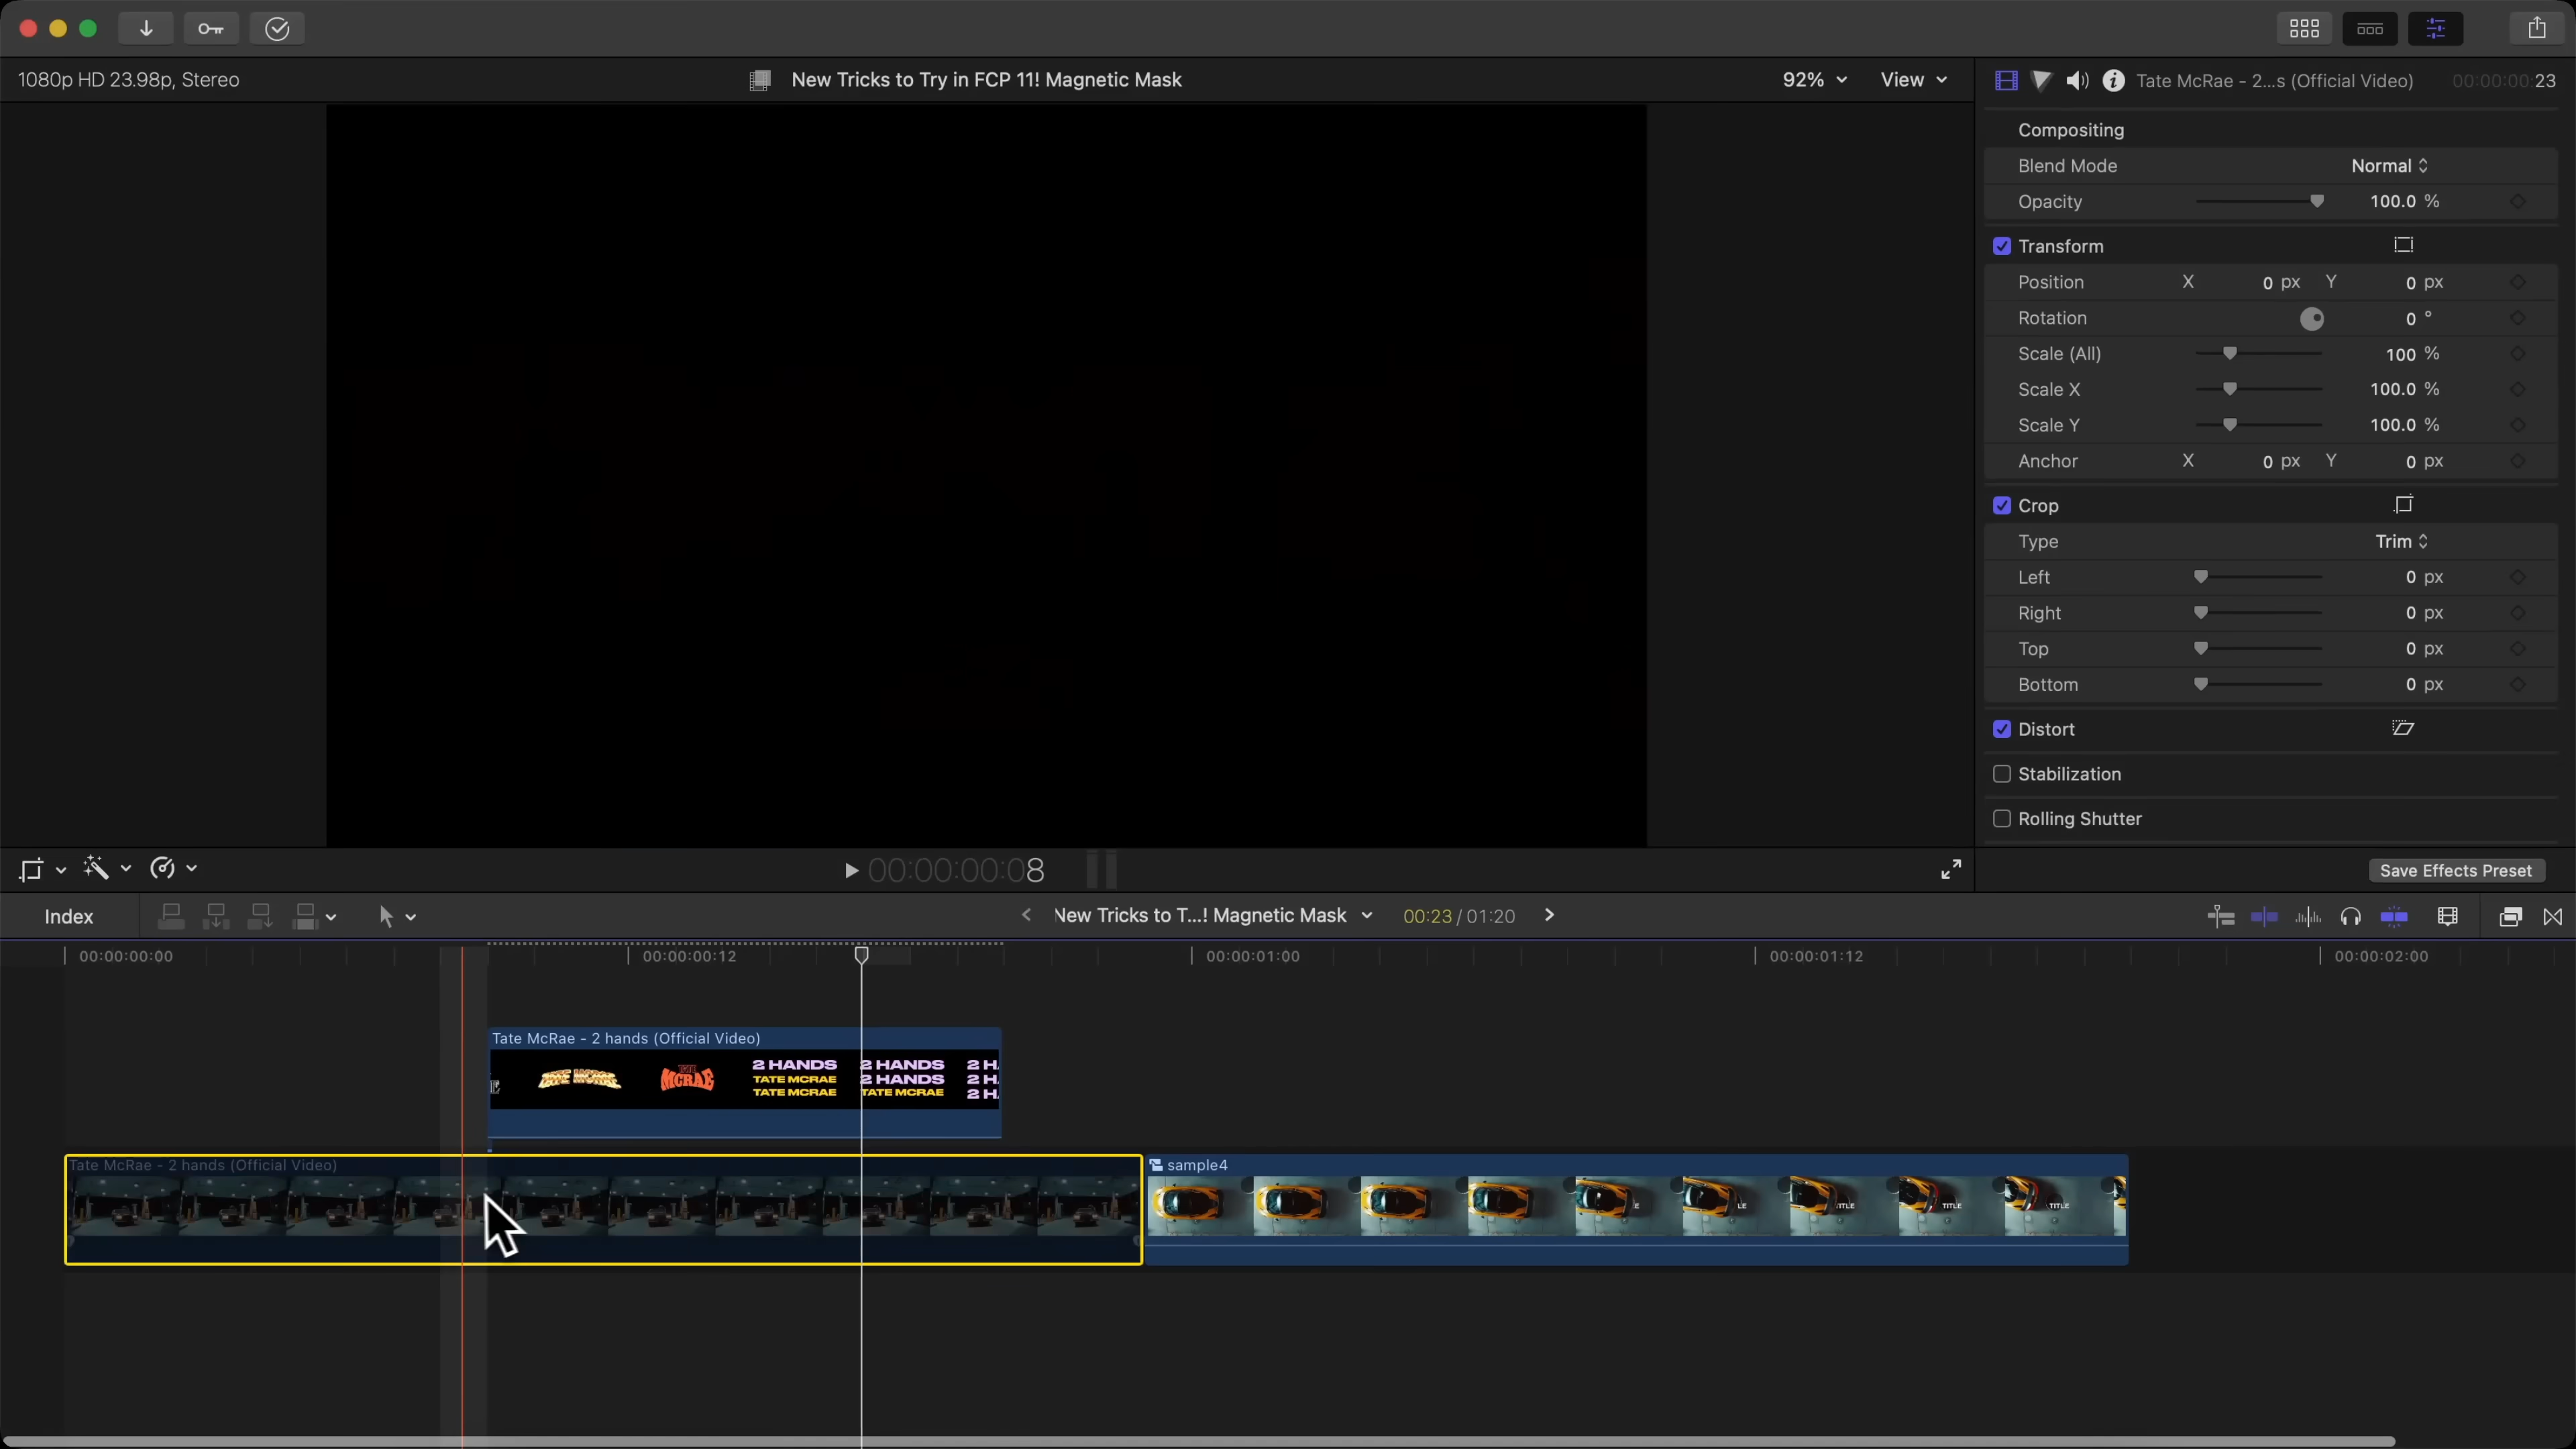 1080p HD 23.98p, Stereo
New Tricks to Try in FCP 11! Magnetic Mask
92%
View
Tate McRae - 2...s (Official Video)
00:00:00:23
Compositing
Blend Mode
Normal
Opacity
100.0 %
Transform
Position X 0 px Y 0 px
Rotation 0 °
Scale (All) 100 %
Scale X 100.0 %
Scale Y 100.0 %
Anchor X 0 px Y 0 px
Crop
Type Trim
Left 0 px
Right 0 px
Top 0 px
Bottom 0 px
Distort
Stabilization
Rolling Shutter
00:00:00:08
Save Effects Preset
Index
New Tricks to T...! Magnetic Mask
00:23 / 01:20
00:00:00:00
00:00:00:12
00:00:01:00
00:00:01:12
00:00:02:00
Tate McRae - 2 hands (Official Video)
TATE MCRAE
TATE MCRAE
2 HANDS
TATE MCRAE
TATE MCRAE
2 HANDS
2 HANDS
TATE MCRAE
2 H
2 H
2 H
Tate McRae - 2 hands (Official Video)
sample4
LE
TITLE
TITLE
TITLE